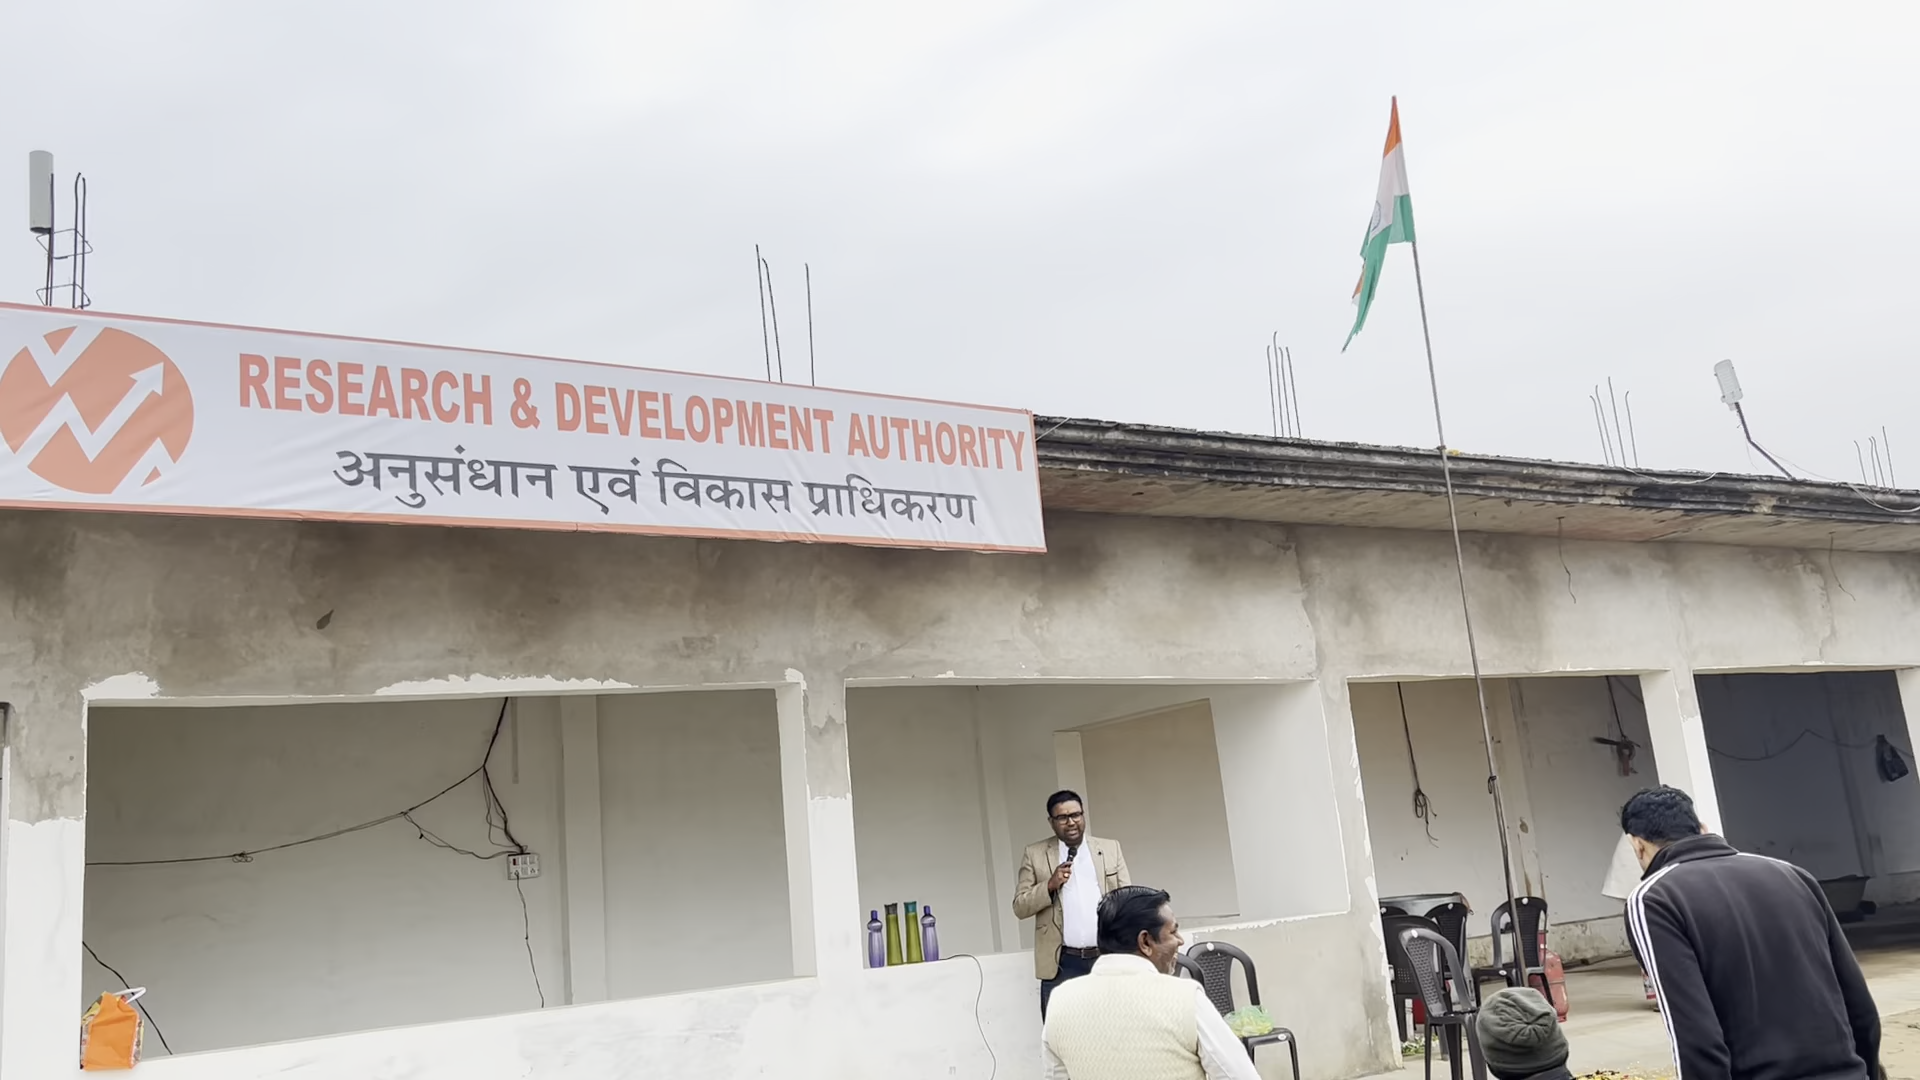 RESEARCH & DEVELOPMENT AUTHORITY
अनुसंधान एवं विकास प्राधिकरण